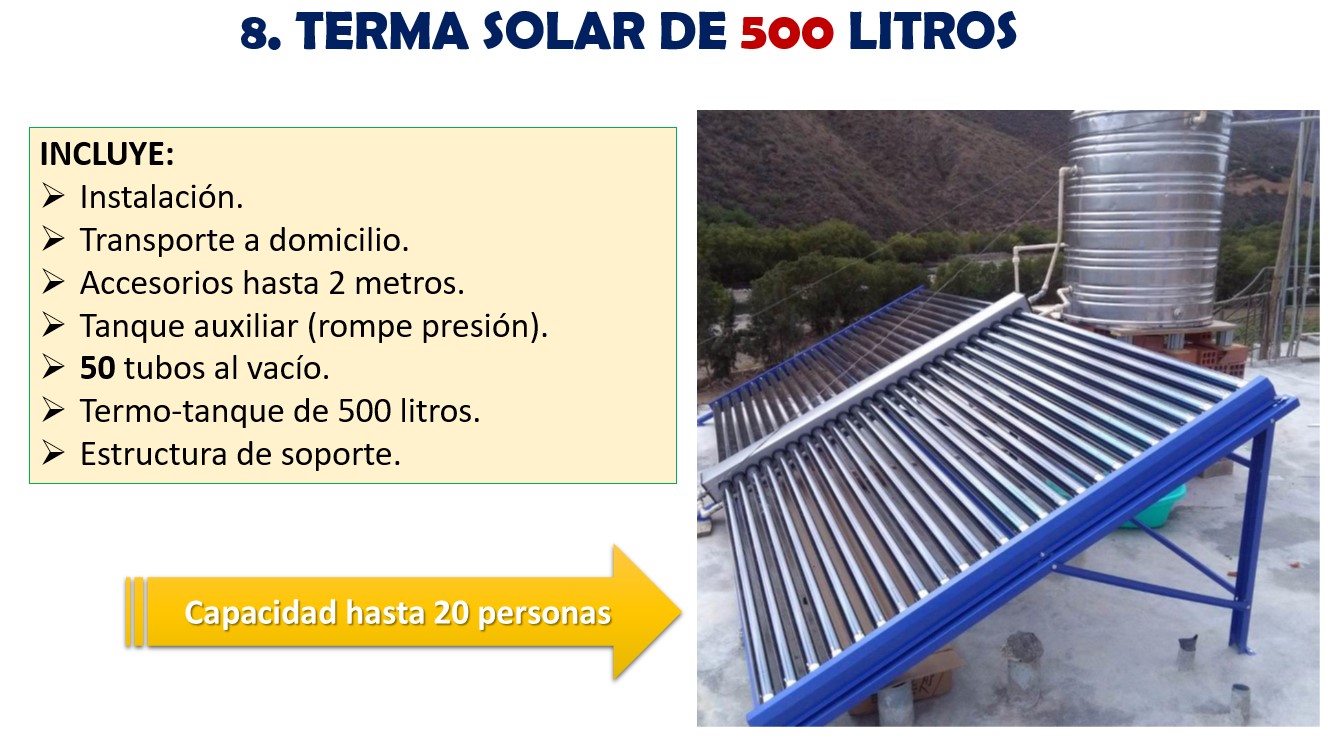 8. TERMA SOLAR DE 500 LITROS
INCLUYE:
➢ Instalación.
➢ Transporte a domicilio.
➢ Accesorios hasta 2 metros.
➢ Tanque auxiliar (rompe presión).
➢ 50 tubos al vacío.
➢ Termo-tanque de 500 litros.
➢ Estructura de soporte.
Capacidad hasta 20 personas